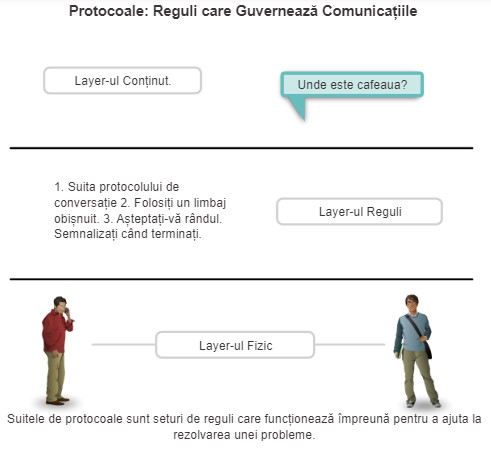 Protocoale: Reguli care Guvernează Comunicațiile
Layer-ul Conținut.
Unde este cafeaua?
1. Suita protocolului de
conversație 2. Folosiți un limbaj
obișnuit. 3. Așteptați-vă rândul.
Semnalizați când terminați.
Layer-ul Reguli
Layer-ul Fizic
Suitele de protocoale sunt seturi de reguli care funcționează împreună pentru a ajuta la
rezolvarea unei probleme.